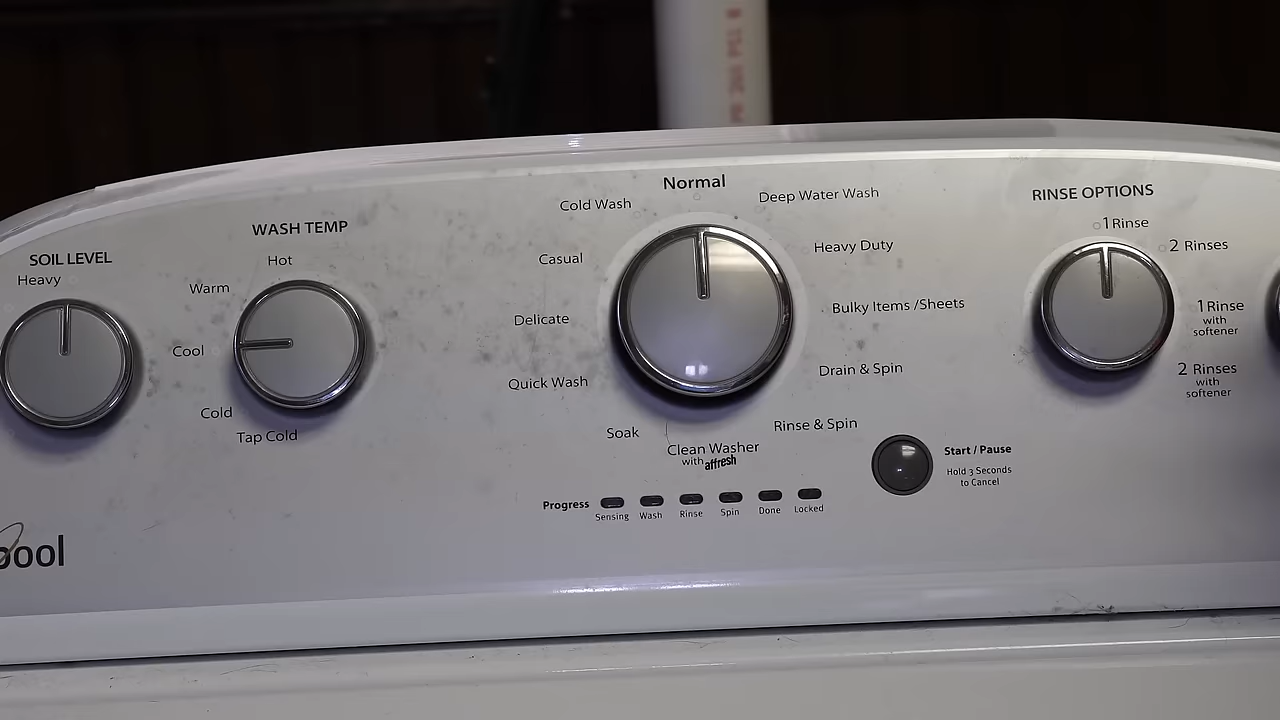 SOIL LEVEL
Heavy
WASH TEMP
Hot
Warm
Cool
Cold
Tap Cold
Normal
Cold Wash
Deep Water Wash
Casual
Heavy Duty
Delicate
Bulky Items /Sheets
Quick Wash
Drain & Spin
Soak
Rinse & Spin
Clean Washer
with affresh
Progress
Sensing
Wash
Rinse
Spin
Done
Locked
Start / Pause
Hold 3 Seconds
to Cancel
RINSE OPTIONS
1 Rinse
2 Rinses
1 Rinse
with
softener
2 Rinses
with
softener
pool